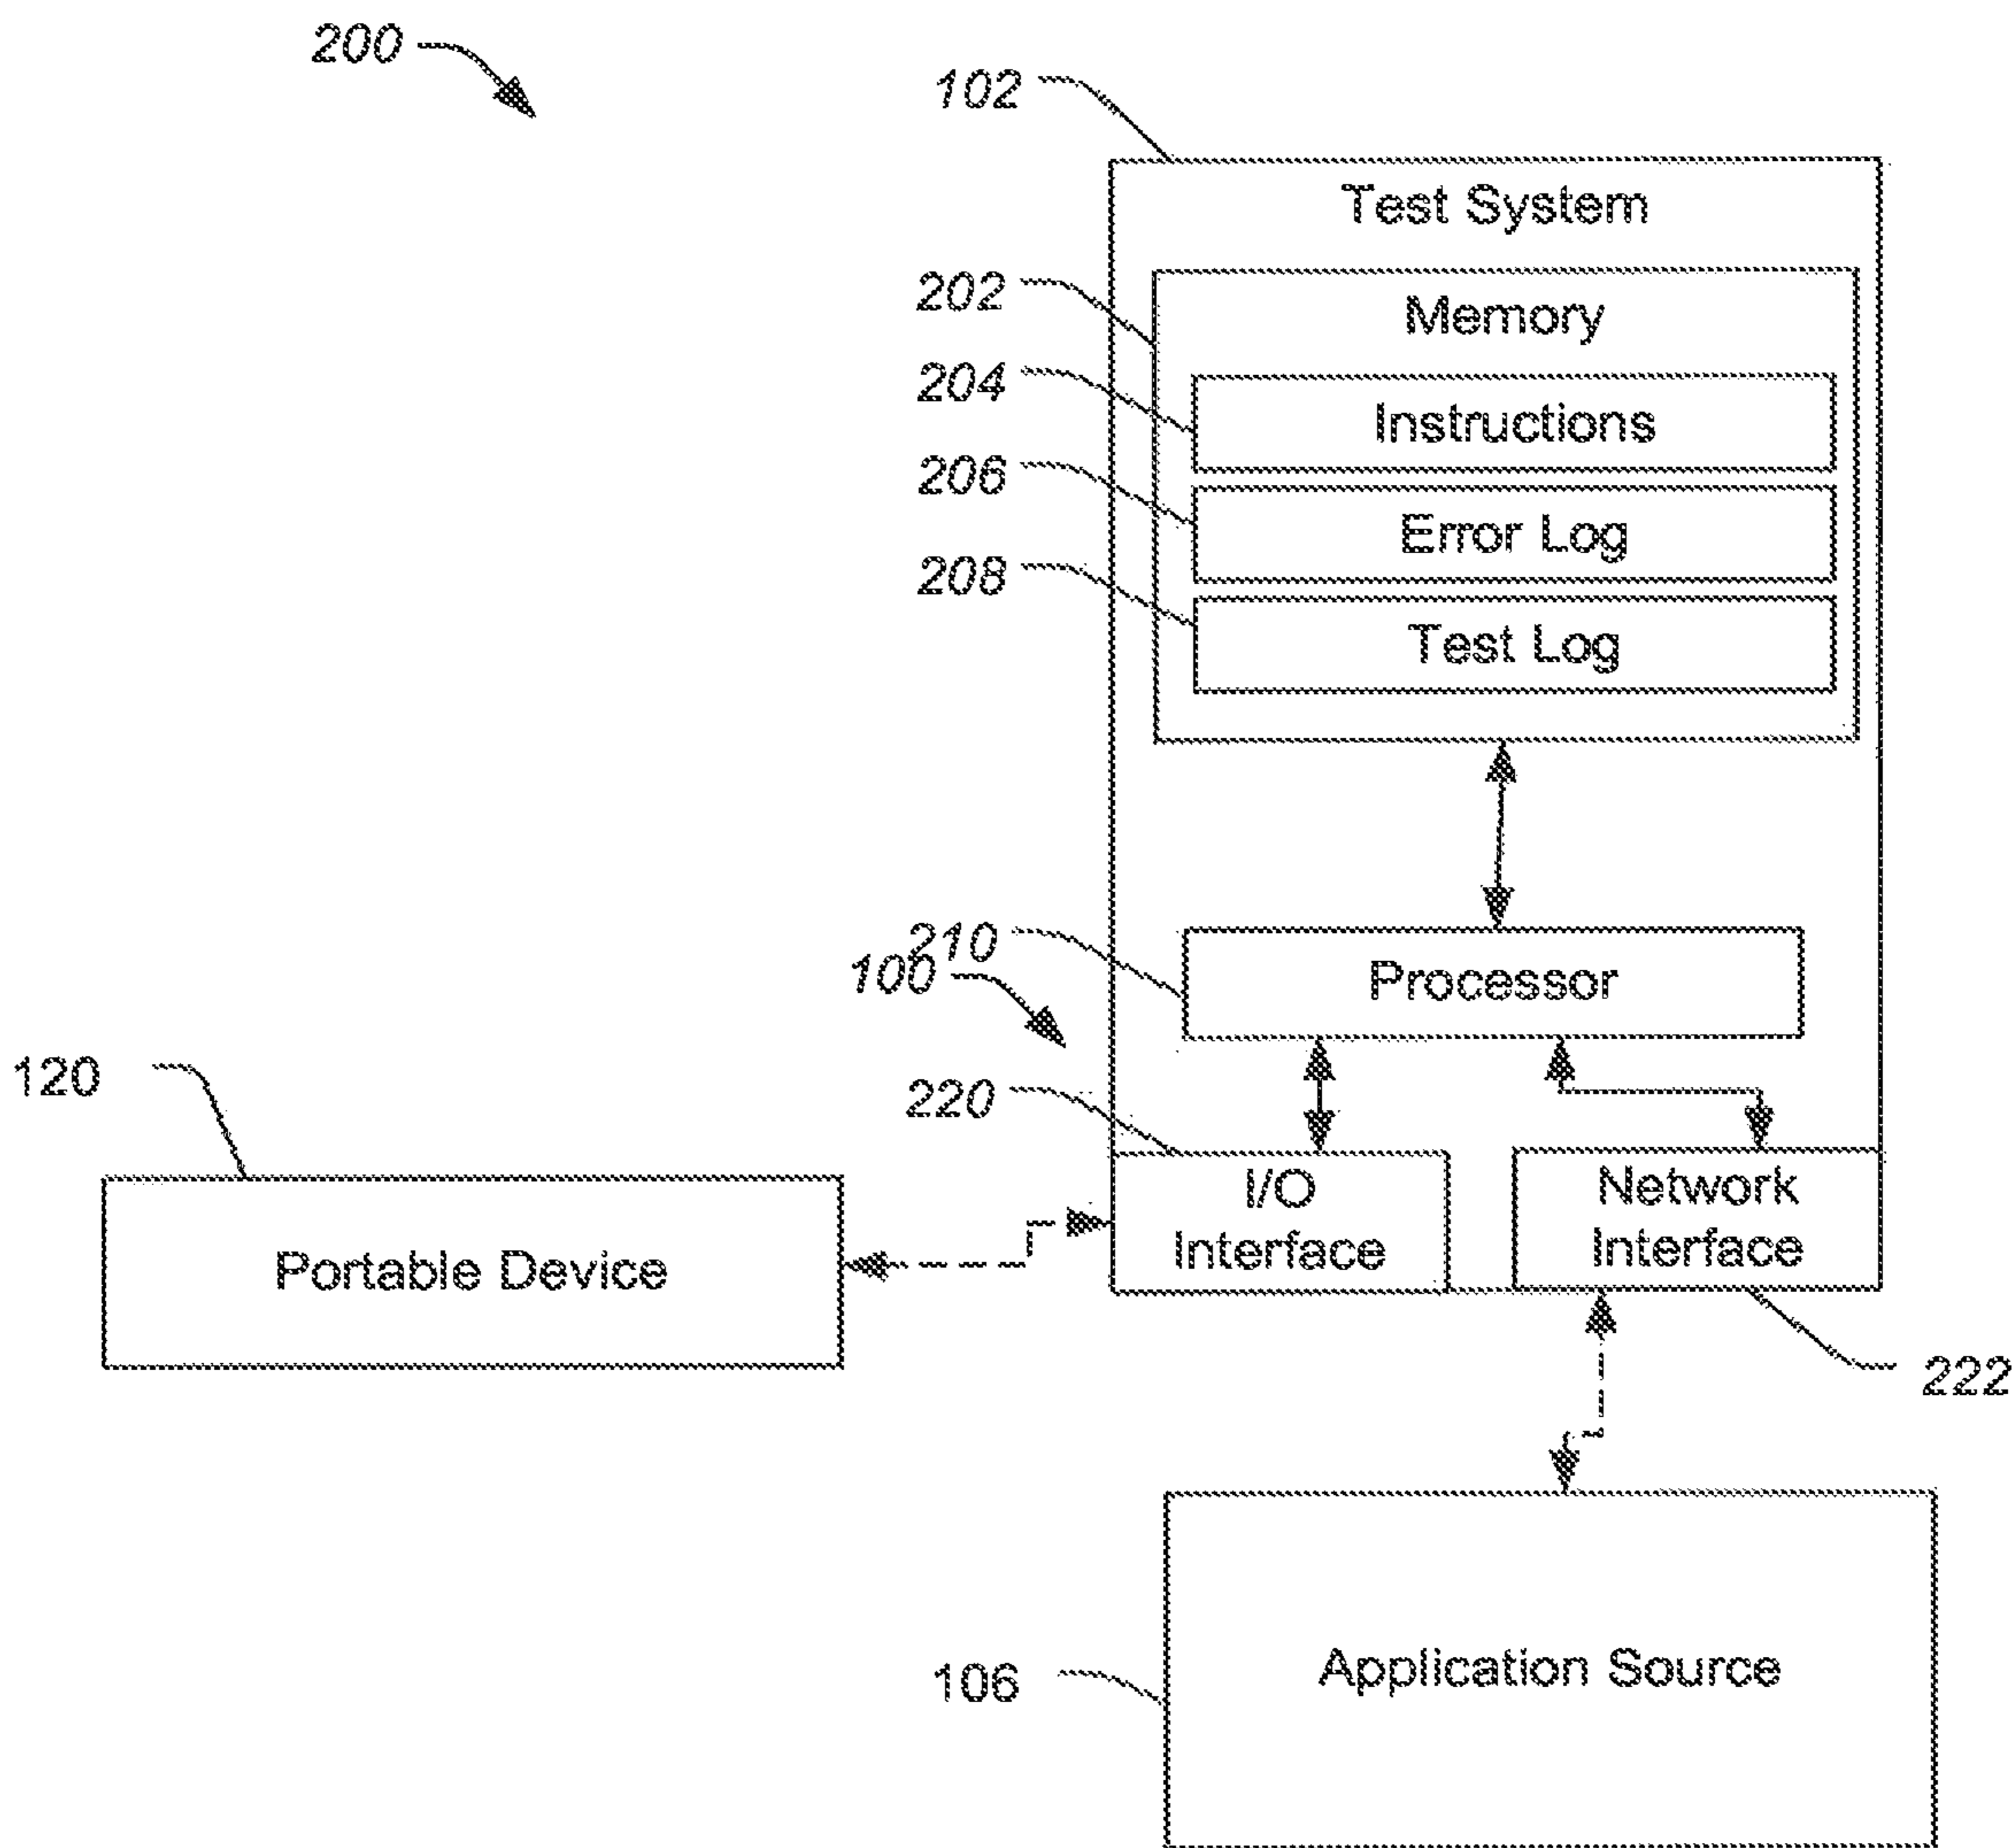 200
102
Test System
202
Memory
204
Instructions
206
Error Log
208
Test Log
210
100
Processor
120
220
I/O
Interface
Network
Interface
Portable Device
222
106
Application Source